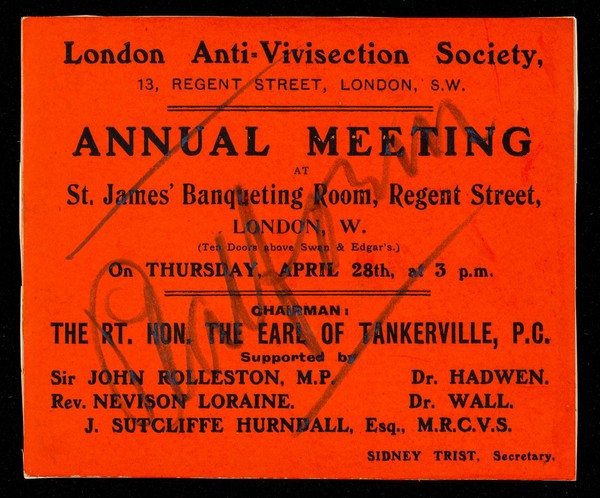 London Anti-Vivisection Society,
13, REGENT STREET, LONDON, S.W.
ANNUAL MEETING
AT
St. James' Banqueting Room, Regent Street,
LONDON, W.
(Ten Doors above Swan & Edgar's.)
On THURSDAY, APRIL 28th, at 3 p.m.
CHAIRMAN:
THE RT. HON. THE EARL OF TANKERVILLE, P.C.
Supported by
Sir JOHN ROLLESTON, M.P. Dr. HADWEN.
Rev. NEVISON LORAINE. Dr. WALL.
J. SUTCLIFFE HURNDALL, Esq., M.R.C.V.S.
SIDNEY TRIST, Secretary.
Platform